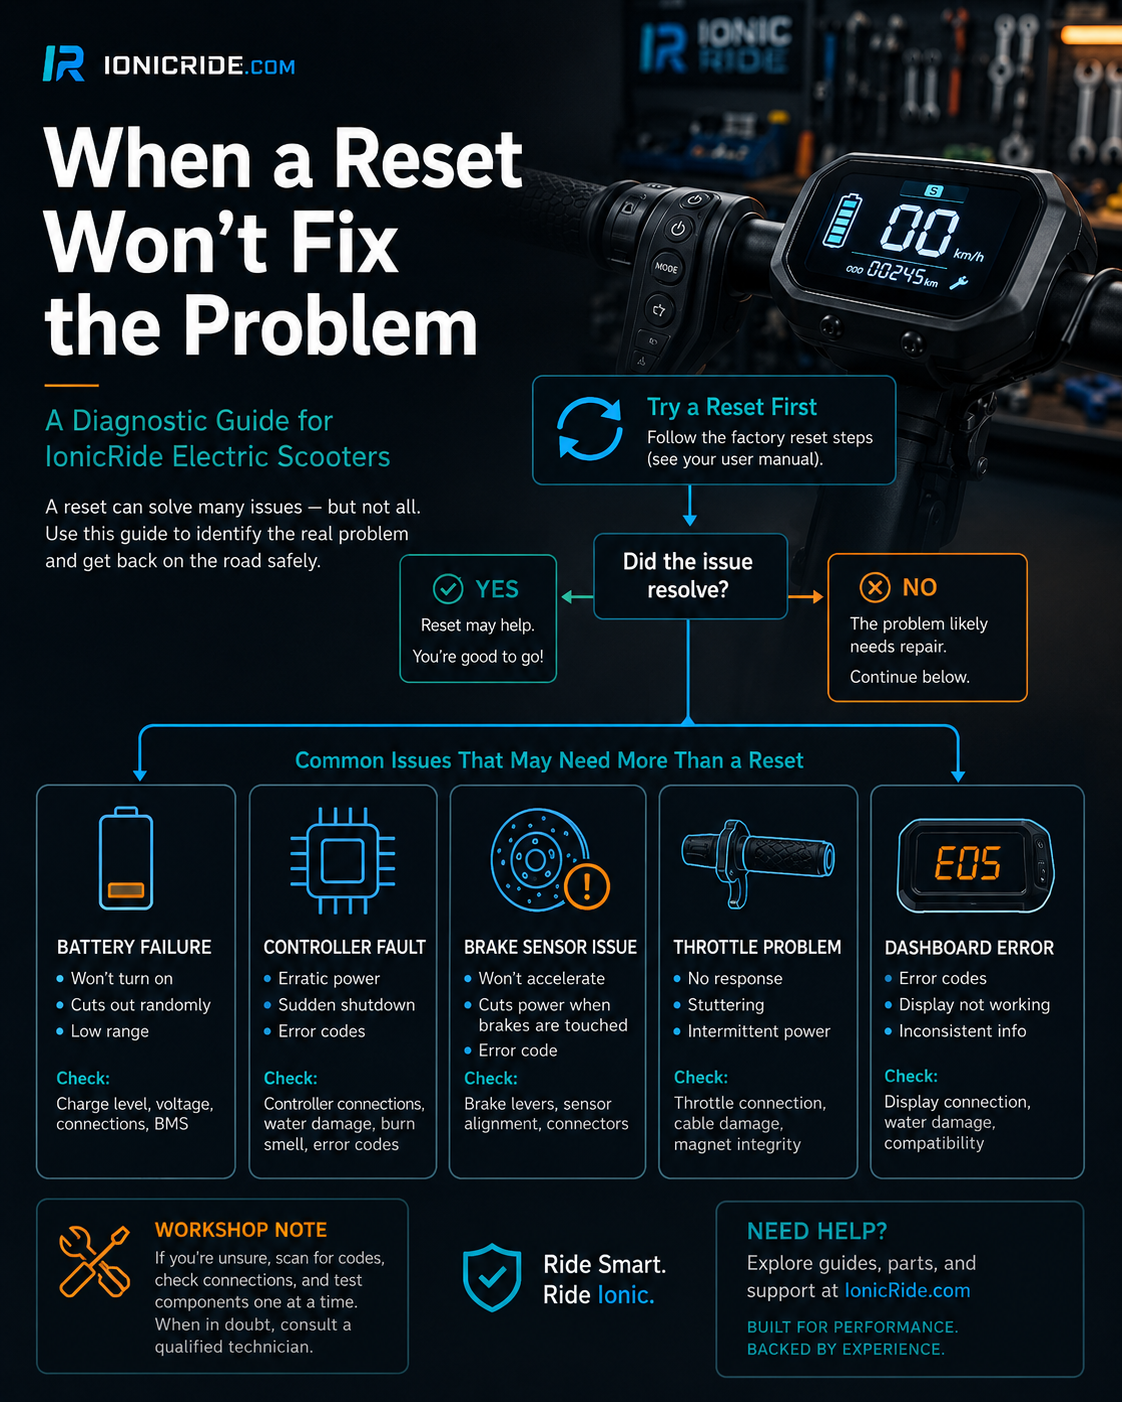 IR IONICRIDE.COM
IR IONIC
RIDE
When a Reset
Won't Fix
the Problem
A Diagnostic Guide for
IonicRide Electric Scooters
A reset can solve many issues — but not all.
Use this guide to identify the real problem
and get back on the road safely.
MODE
S
00 km/h
ODO 00245 km
Try a Reset First
Follow the factory reset steps
(see your user manual).
Did the issue
resolve?
YES
Reset may help.
You're good to go!
NO
The problem likely
needs repair.
Continue below.
Common Issues That May Need More Than a Reset
BATTERY FAILURE
• Won't turn on
• Cuts out randomly
• Low range
Check:
Charge level, voltage,
connections, BMS
CONTROLLER FAULT
• Erratic power
• Sudden shutdown
• Error codes
Check:
Controller connections,
water damage, burn
smell, error codes
BRAKE SENSOR ISSUE
• Won't accelerate
• Cuts power when
brakes are touched
• Error code
Check:
Brake levers, sensor
alignment, connectors
THROTTLE PROBLEM
• No response
• Stuttering
• Intermittent power
Check:
Throttle connection,
cable damage,
magnet integrity
E05
DASHBOARD ERROR
• Error codes
• Display not working
• Inconsistent info
Check:
Display connection,
water damage,
compatibility
WORKSHOP NOTE
If you're unsure, scan for codes,
check connections, and test
components one at a time.
When in doubt, consult a
qualified technician.
Ride Smart.
Ride Ionic.
NEED HELP?
Explore guides, parts, and
support at IonicRide.com
BUILT FOR PERFORMANCE.
BACKED BY EXPERIENCE.